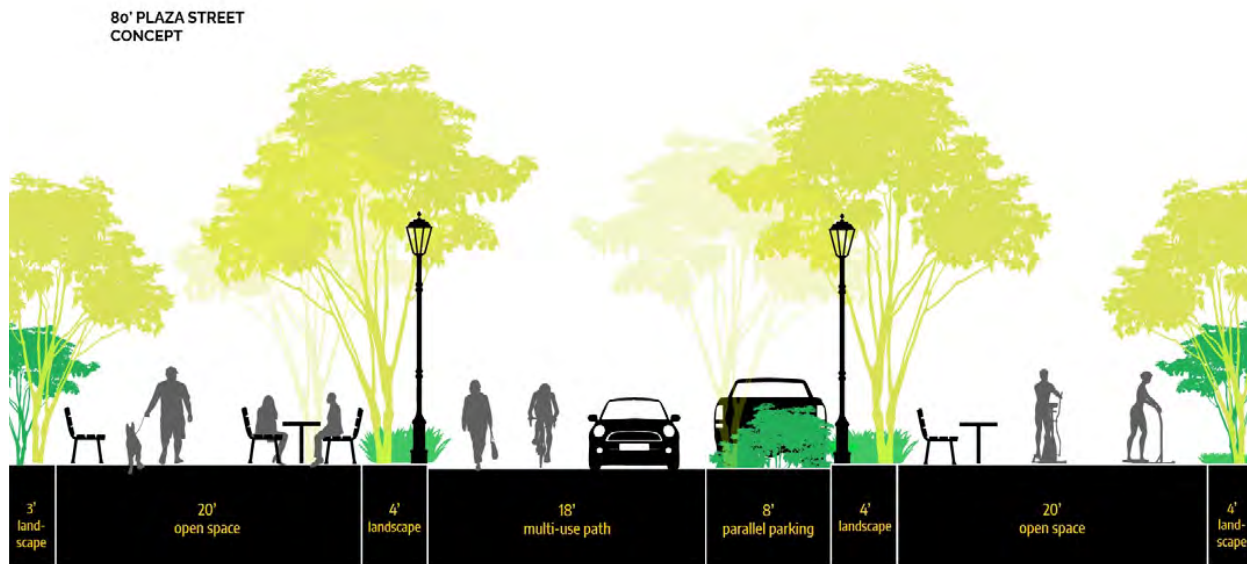 80' PLAZA STREET
CONCEPT
3'
land-
scape
20'
open space
4'
landscape
18'
multi-use path
8'
parallel parking
4'
landscape
20'
open space
4'
land-
scape